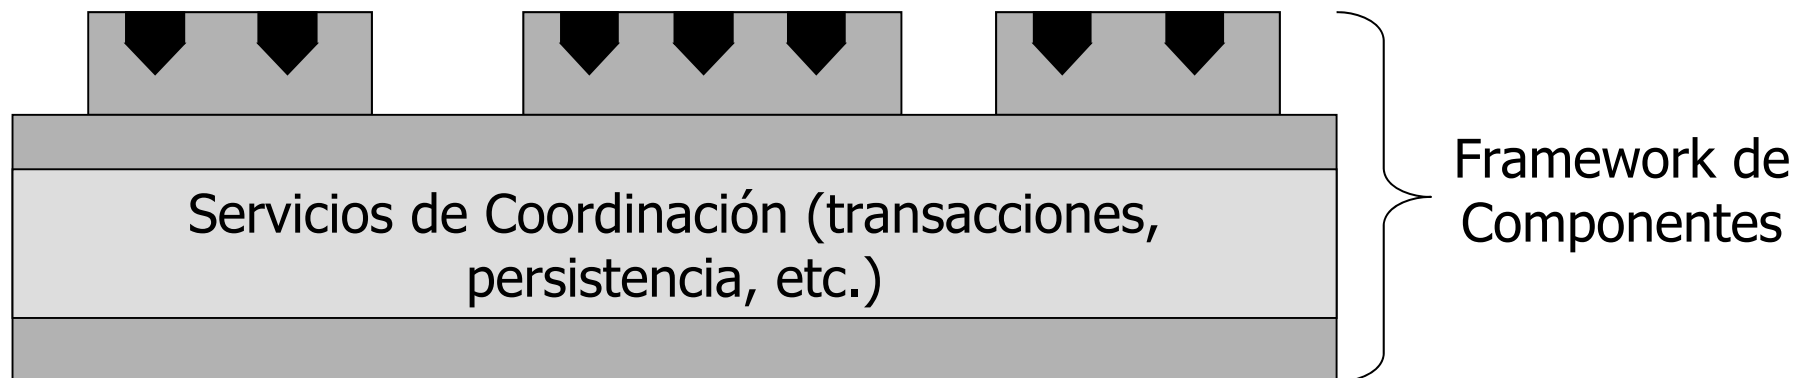 Servicios de Coordinación (transacciones,
persistencia, etc.)
Framework de
Componentes